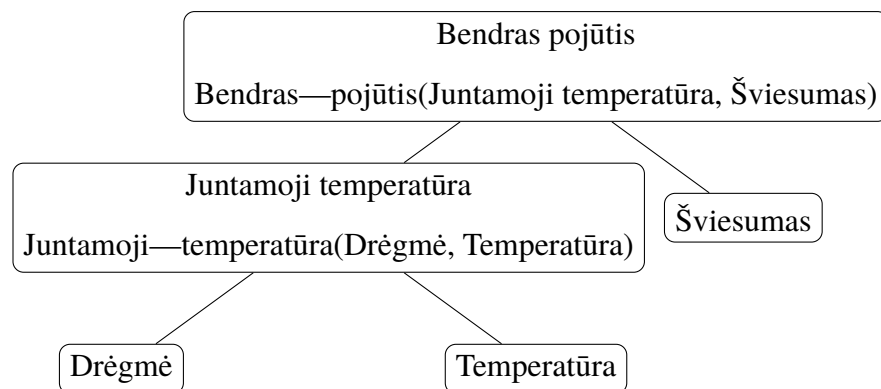 Bendras pojūtis
Bendras—pojūtis(Juntamoji temperatūra, Šviesumas)
Juntamoji temperatūra
Juntamoji—temperatūra(Drėgmė, Temperatūra)
Šviesumas
Drėgmė
Temperatūra